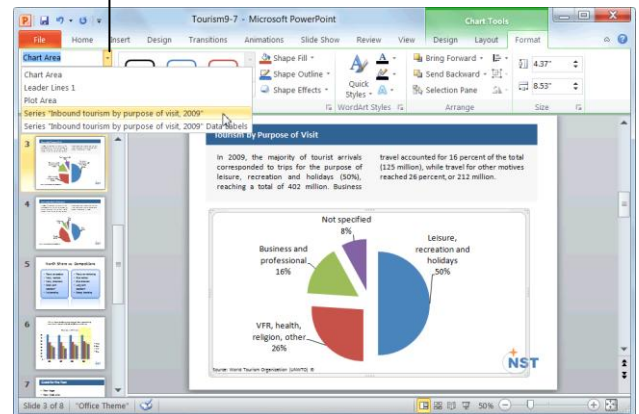 Tourism9-7 - Microsoft PowerPoint
Chart Tools
File Home Insert Design Transitions Animations Slide Show Review View Design Layout Format
Chart Area
Chart Area
Leader Lines 1
Plot Area
Series "Inbound tourism by purpose of visit, 2009"
Series "Inbound tourism by purpose of visit, 2009" Data Labels
Shape Fill
Shape Outline
Shape Effects
Quick
Styles
WordArt Styles
Bring Forward
Send Backward
Selection Pane
Arrange
4.37"
8.53"
Size
3
4
5
6
7
Tourism by Purpose of Visit
In 2009, the majority of tourist arrivals
corresponded to trips for the purpose of
leisure, recreation and holidays (50%),
reaching a total of 402 million. Business
travel accounted for 16 percent of the total
(125 million), while travel for other motives
reached 26 percent, or 212 million.
Not specified
8%
Business and
professional
16%
Leisure,
recreation and
holidays
50%
VFR, health,
religion, other
26%
Source: World Tourism Organization (UNWTO) ©
NST
Slide 3 of 8 "Office Theme" 50%